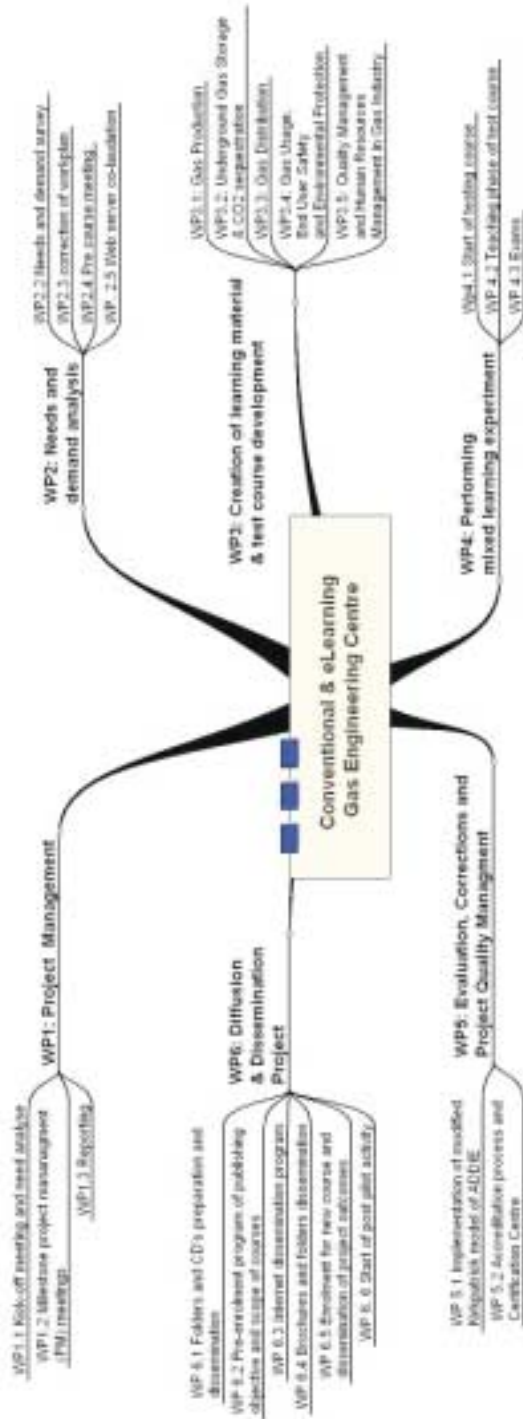 Conventional & eLearning
Gas Engineering Centre
WP1: Project Management
WP1.1 Kick-off meeting and need analyse
WP1.2 Milestone project managment
(PM) meetings
WP1.3 Reporting
WP2: Needs and
demand analysis
WP2.2 Needs and demand survey
WP2.3 correction of workplan
WP2.4 Pre course meeting
WP 2.5 Web server
WP3: Creation of learning material
& test course development
WP3.1: Gas Production
WP3.2: Underground Gas Storage
& CO2 sequestration
WP3.3: Gas Distribution
WP3.4: Gas Usage,
End User Safety
and Environmental Protection
WP3.5: Quality Management
and Human Resources
Management in Gas Industry
WP4: Performing
mixed learning experiment
Wp4.1 Start of testing course
WP 4.2 Teaching phase of test course
WP 4.3 Exams
WP5: Evaluation, Corrections and
Project Quality Managment
WP 5.1 Implementation of modified
Kirkpatrick model of ADDIE
WP 5.2 Accreditation process and
Certification Centre
WP6: Diffusion
& Dissemination
Project
WP 6.1 Folders and CD's preparation and
dissemination
WP 6.2 Pre-enrolment program of publishing
objective and scope of courses
WP 6.3 Internet dissemination program
WP 6.4 Brochures and folders dissemination
WP 6.5 Enrolment for new course and
dissemination of project outcomes
WP 6.6 Start of post pilot activity